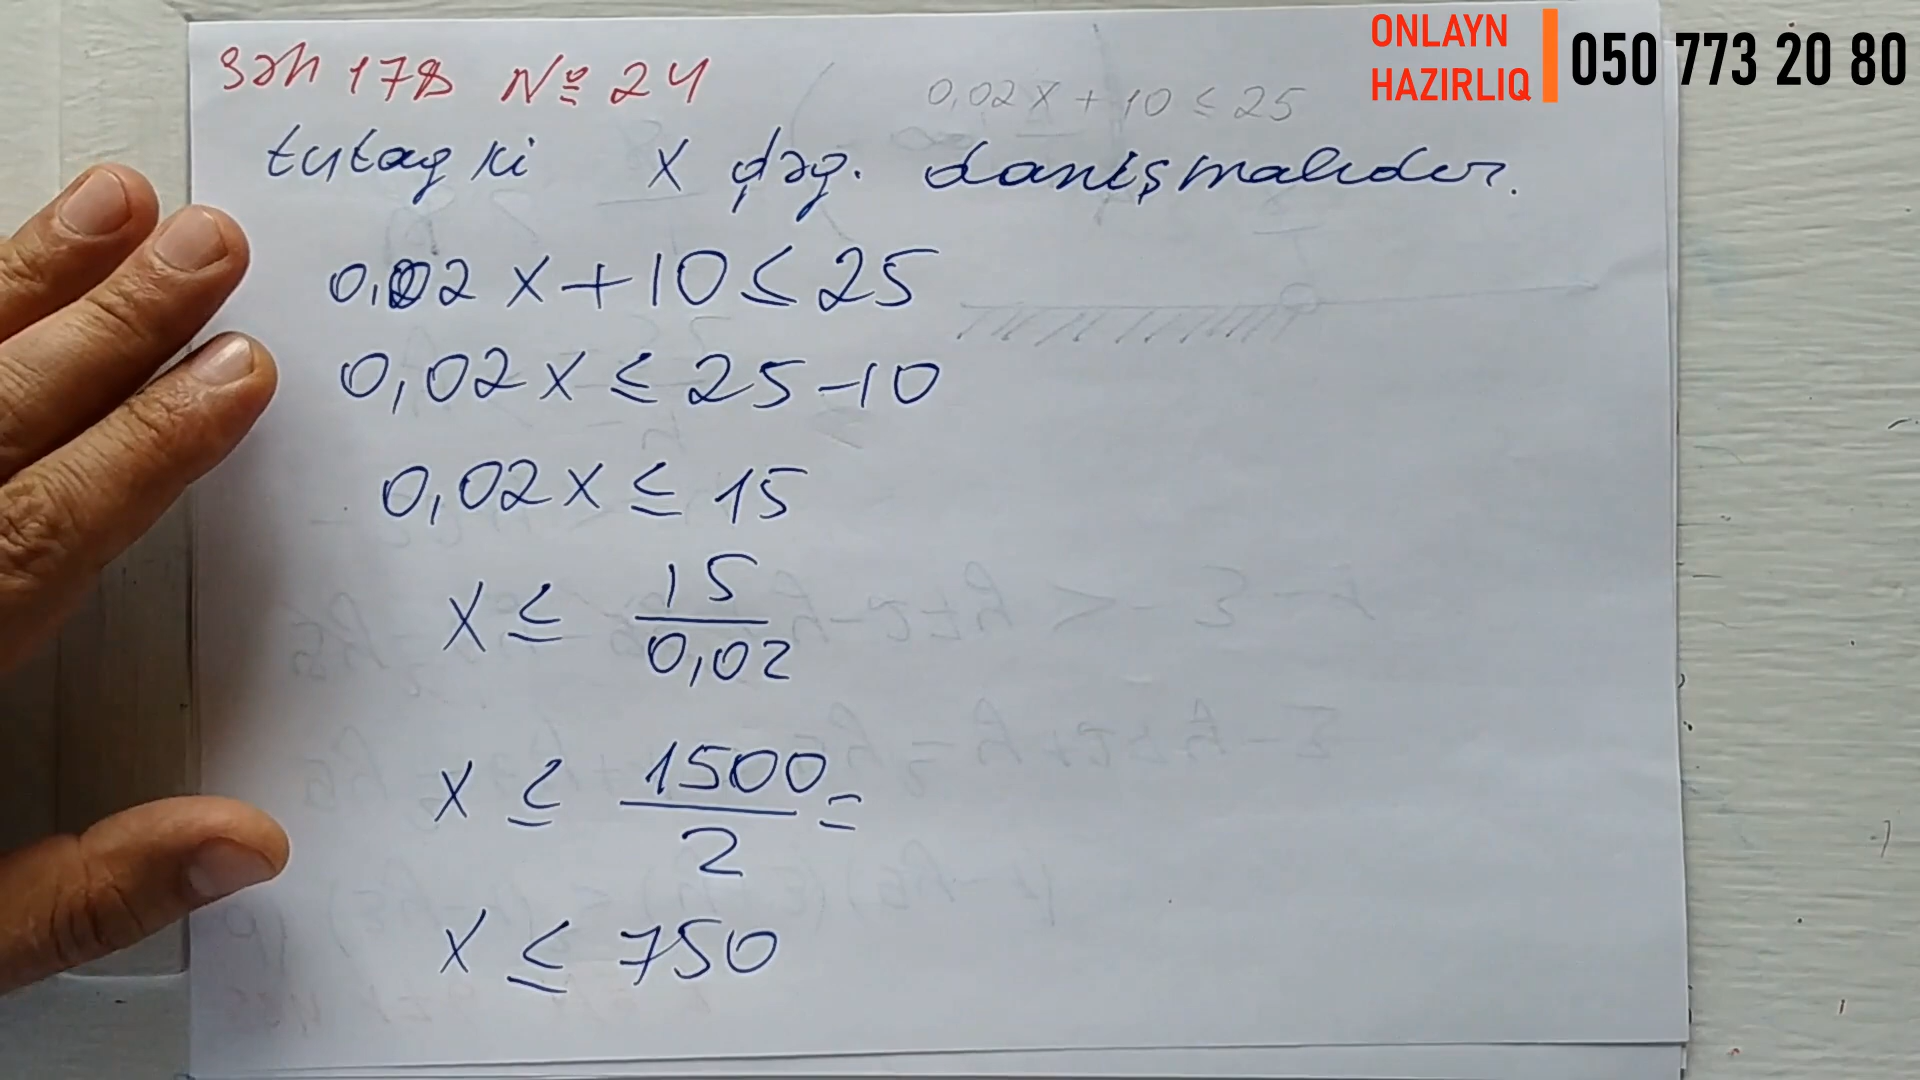 ONLAYN
HAZIRLIQ
050 773 20 80
səh 178 № 24
0,02 x + 10 ≤ 25
tutaq ki x dəq. danışmalıdır.
0,02 x + 10 ≤ 25
0,02 x ≤ 25 - 10
0,02 x ≤ 15
x ≤ 15/0,02
x ≤ 1500/2 =
x ≤ 750